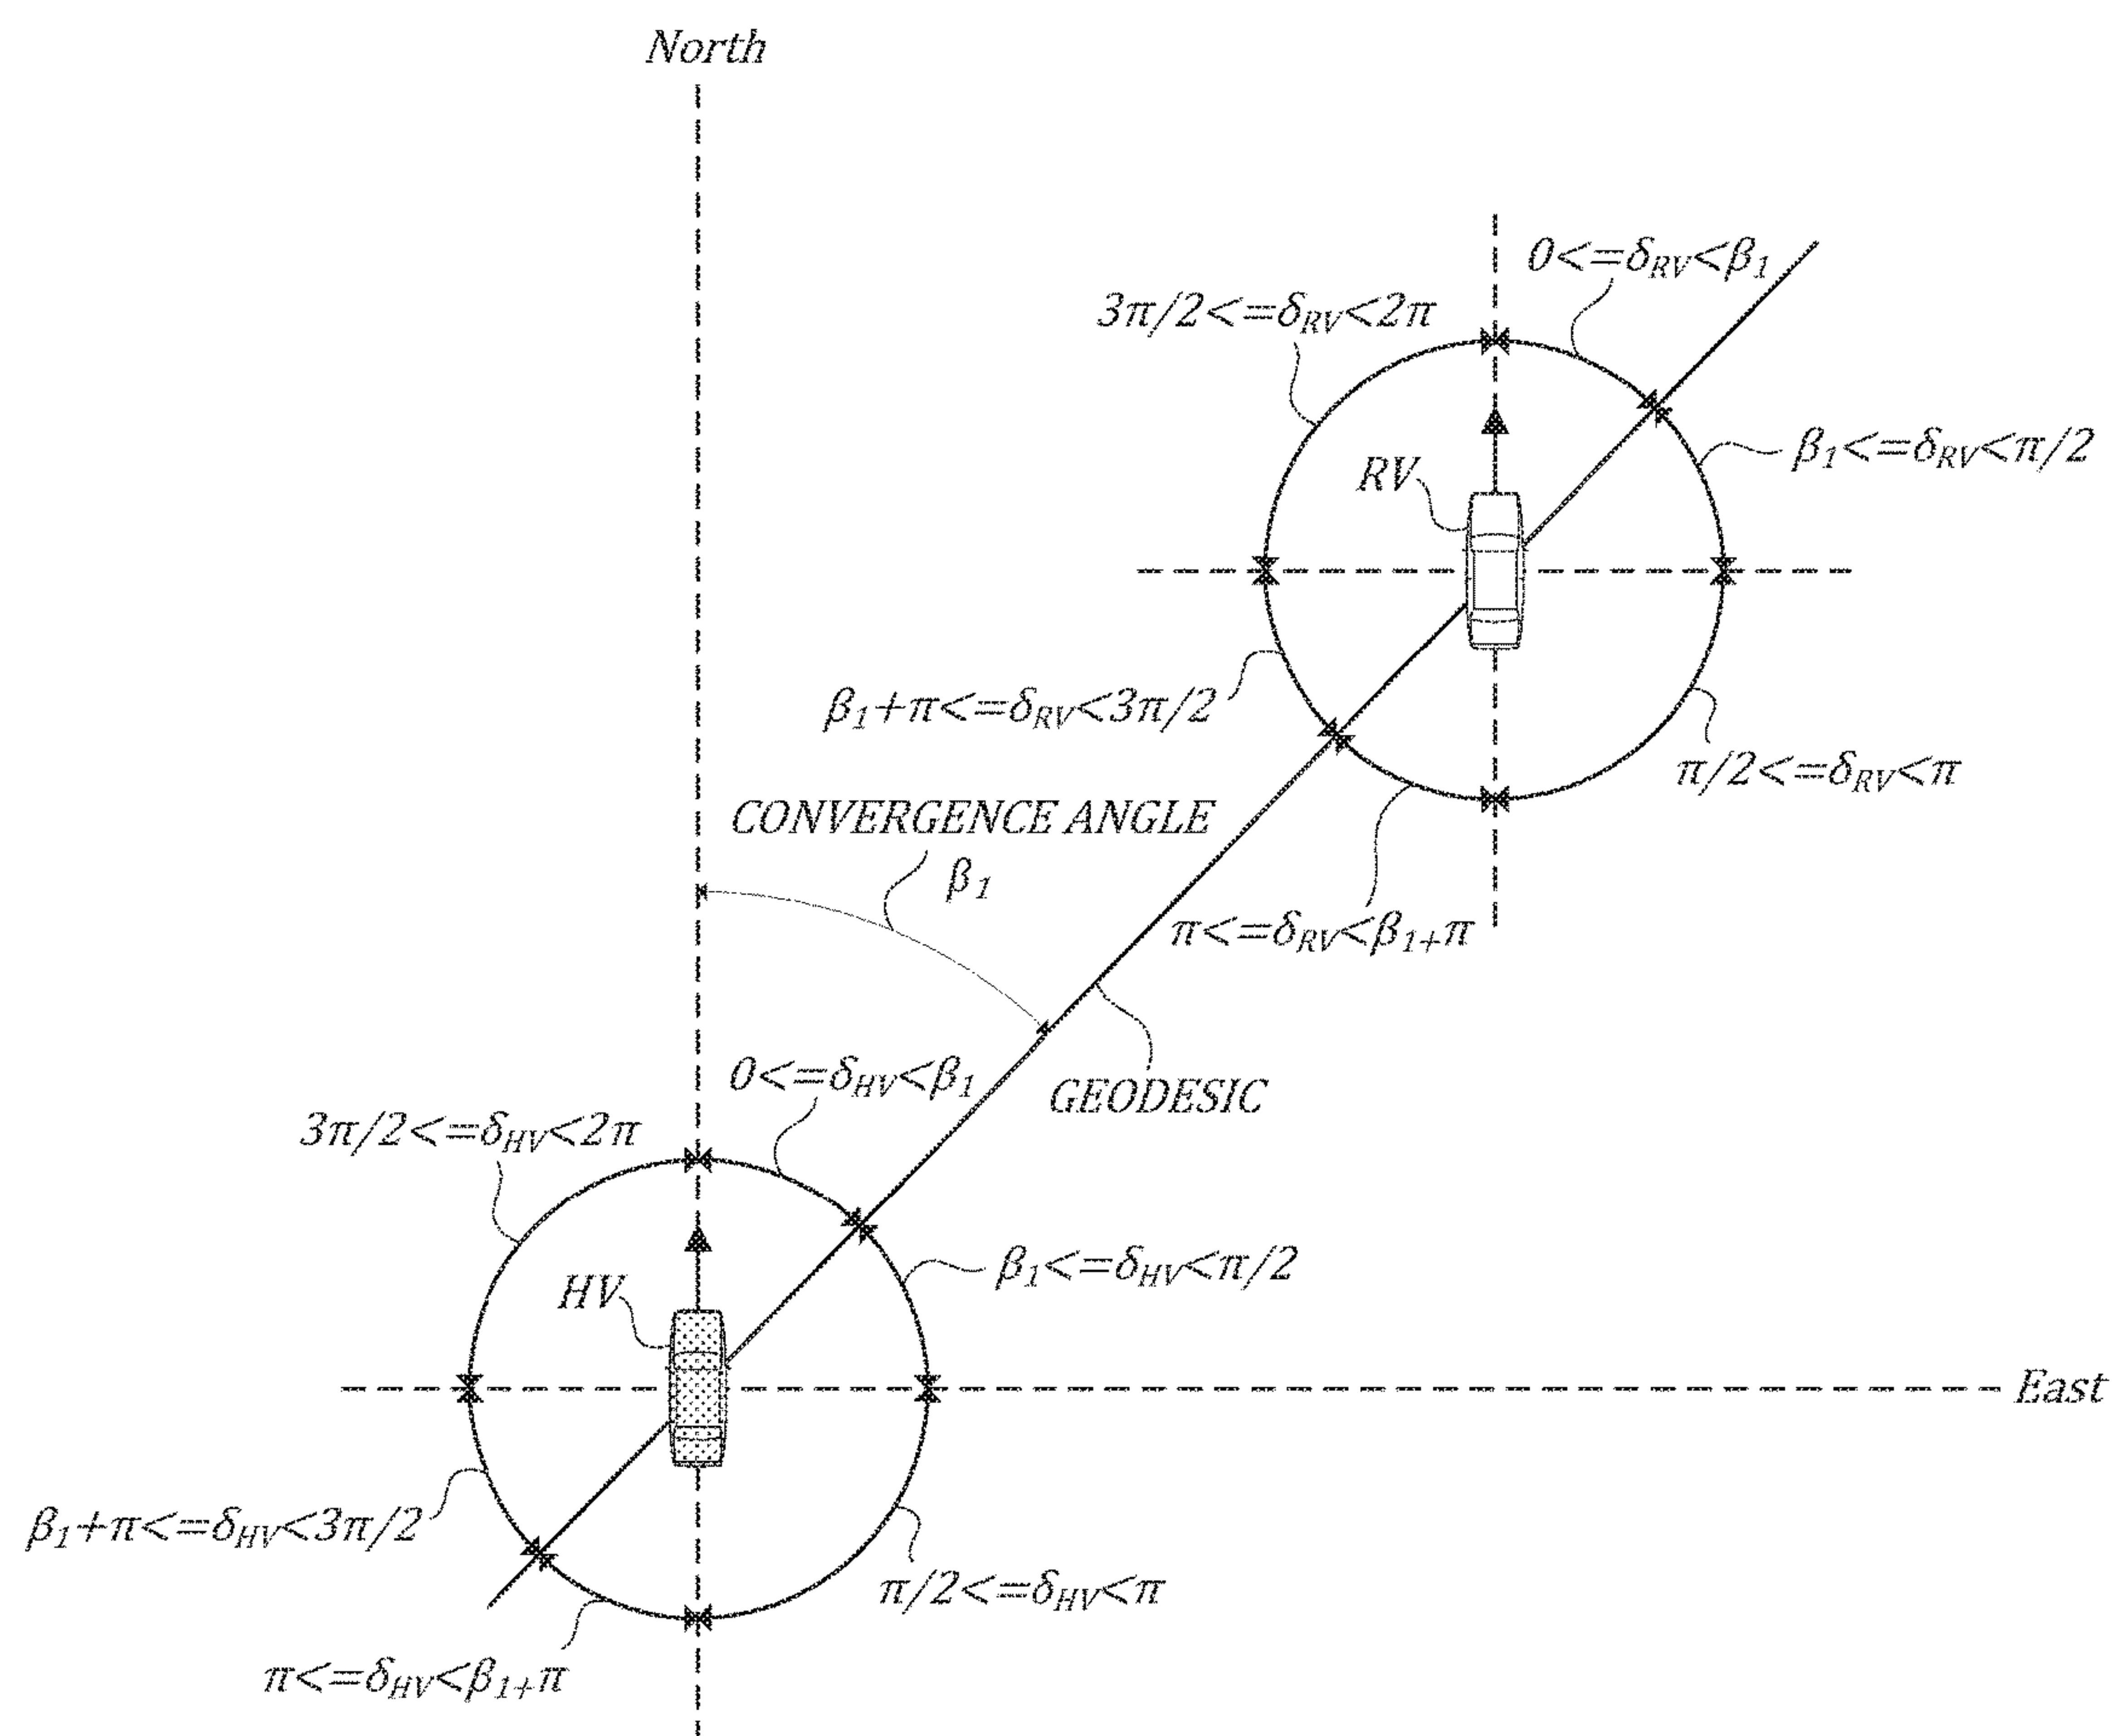 North
0<=δRV<β1
3π/2<=δRV<2π
β1<=δRV<π/2
RV
β1+π<=δRV<3π/2
π/2<=δRV<π
CONVERGENCE ANGLE
β1
π<=δRV<β1+π
0<=δHV<β1
GEODESIC
3π/2<=δHV<2π
β1<=δHV<π/2
HV
East
β1+π<=δHV<3π/2
π/2<=δHV<π
π<=δHV<β1+π